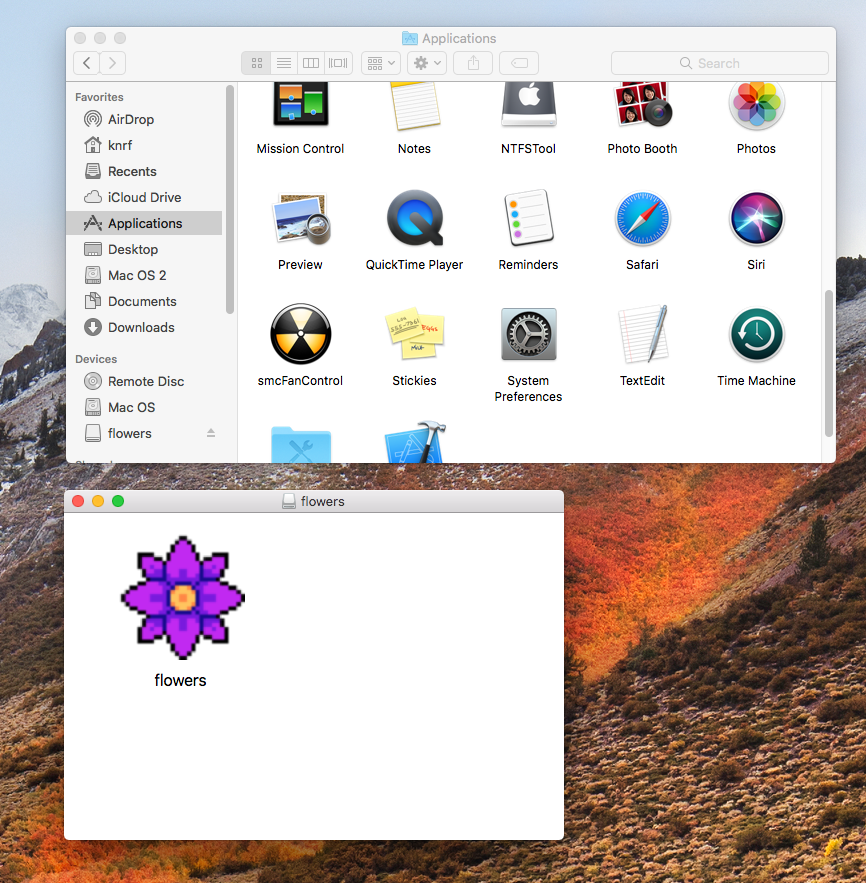 Applications
Search
Favorites
AirDrop
knrf
Recents
iCloud Drive
Applications
Desktop
Mac OS 2
Documents
Downloads
Devices
Remote Disc
Mac OS
flowers
Mission Control
Notes
NTFSTool
Photo Booth
Photos
Preview
QuickTime Player
Reminders
Safari
Siri
smcFanControl
Stickies
System
Preferences
TextEdit
Time Machine
flowers
flowers